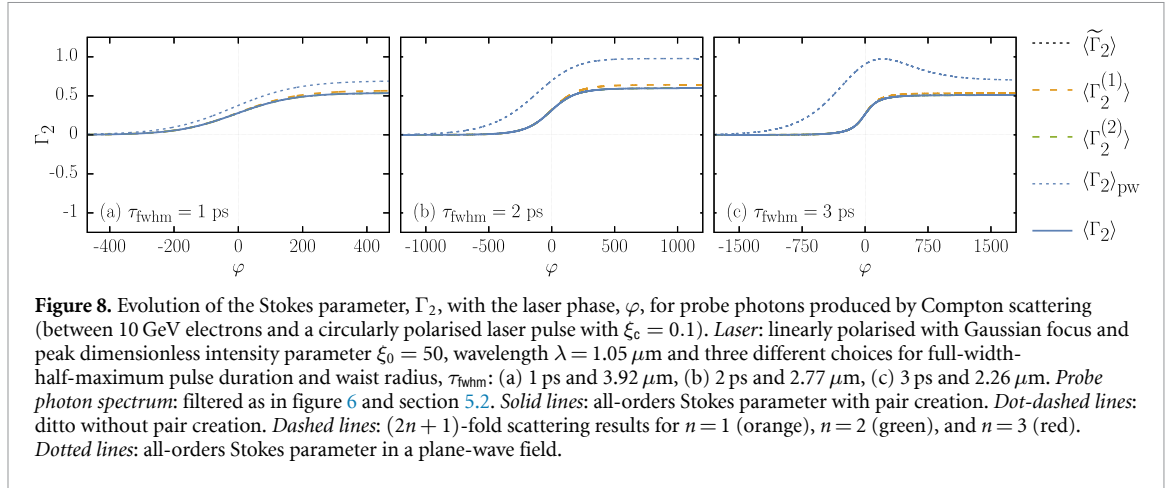 1.0
0.5
0
-0.5
-1
Γ₂
(a) τfwhm = 1 ps
(b) τfwhm = 2 ps
(c) τfwhm = 3 ps
-400 -200 0 200 400
-1000 -500 0 500 1000
-1500 -750 0 750 1500
φ φ φ
⟨Γ̃₂⟩
⟨Γ₂⁽¹⁾⟩
⟨Γ₂⁽²⁾⟩
⟨Γ₂⟩pw
⟨Γ₂⟩
Figure 8. Evolution of the Stokes parameter, Γ₂, with the laser phase, φ, for probe photons produced by Compton scattering
(between 10 GeV electrons and a circularly polarised laser pulse with ξc = 0.1). Laser: linearly polarised with Gaussian focus and
peak dimensionless intensity parameter ξ₀ = 50, wavelength λ = 1.05 μm and three different choices for full-width-
half-maximum pulse duration and waist radius, τfwhm: (a) 1 ps and 3.92 μm, (b) 2 ps and 2.77 μm, (c) 3 ps and 2.26 μm. Probe
photon spectrum: filtered as in figure 6 and section 5.2. Solid lines: all-orders Stokes parameter with pair creation. Dot-dashed lines:
ditto without pair creation. Dashed lines: (2n + 1)-fold scattering results for n = 1 (orange), n = 2 (green), and n = 3 (red).
Dotted lines: all-orders Stokes parameter in a plane-wave field.